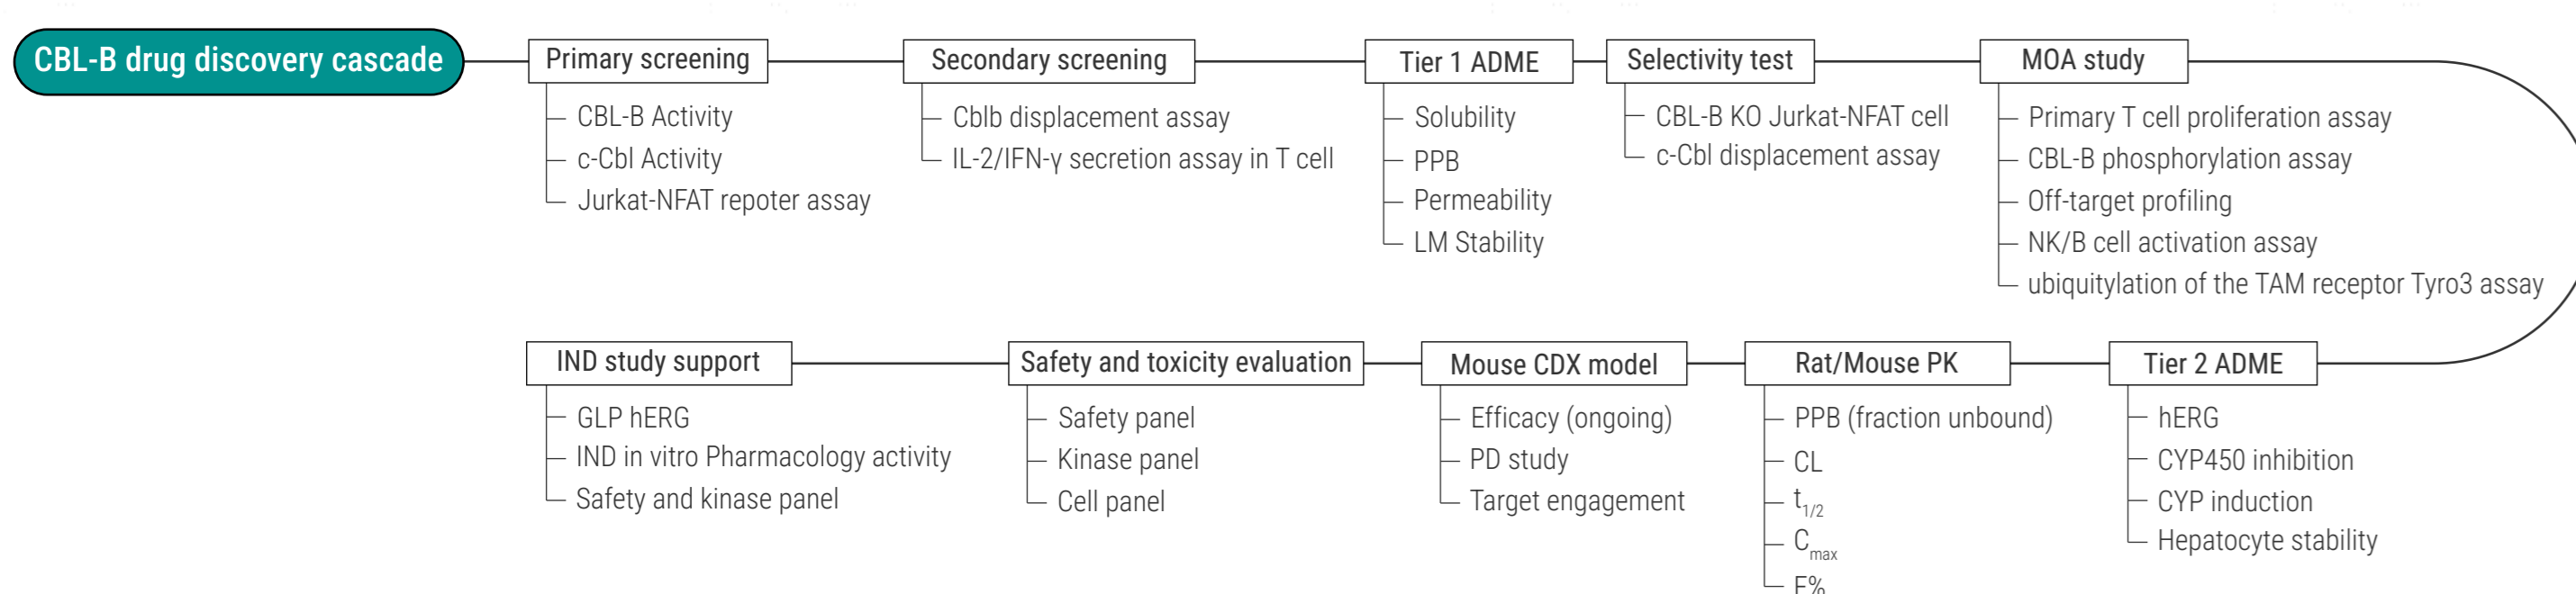 CBL-B drug discovery cascade
Primary screening
CBL-B Activity
c-Cbl Activity
Jurkat-NFAT repoter assay
Secondary screening
Cblb displacement assay
IL-2/IFN-γ secretion assay in T cell
Tier 1 ADME
Solubility
PPB
Permeability
LM Stability
Selectivity test
CBL-B KO Jurkat-NFAT cell
c-Cbl displacement assay
MOA study
Primary T cell proliferation assay
CBL-B phosphorylation assay
Off-target profiling
NK/B cell activation assay
ubiquitylation of the TAM receptor Tyro3 assay
Tier 2 ADME
hERG
CYP450 inhibition
CYP induction
Hepatocyte stability
Rat/Mouse PK
PPB (fraction unbound)
CL
t1/2
Cmax
F%
Mouse CDX model
Efficacy (ongoing)
PD study
Target engagement
Safety and toxicity evaluation
Safety panel
Kinase panel
Cell panel
IND study support
GLP hERG
IND in vitro Pharmacology activity
Safety and kinase panel